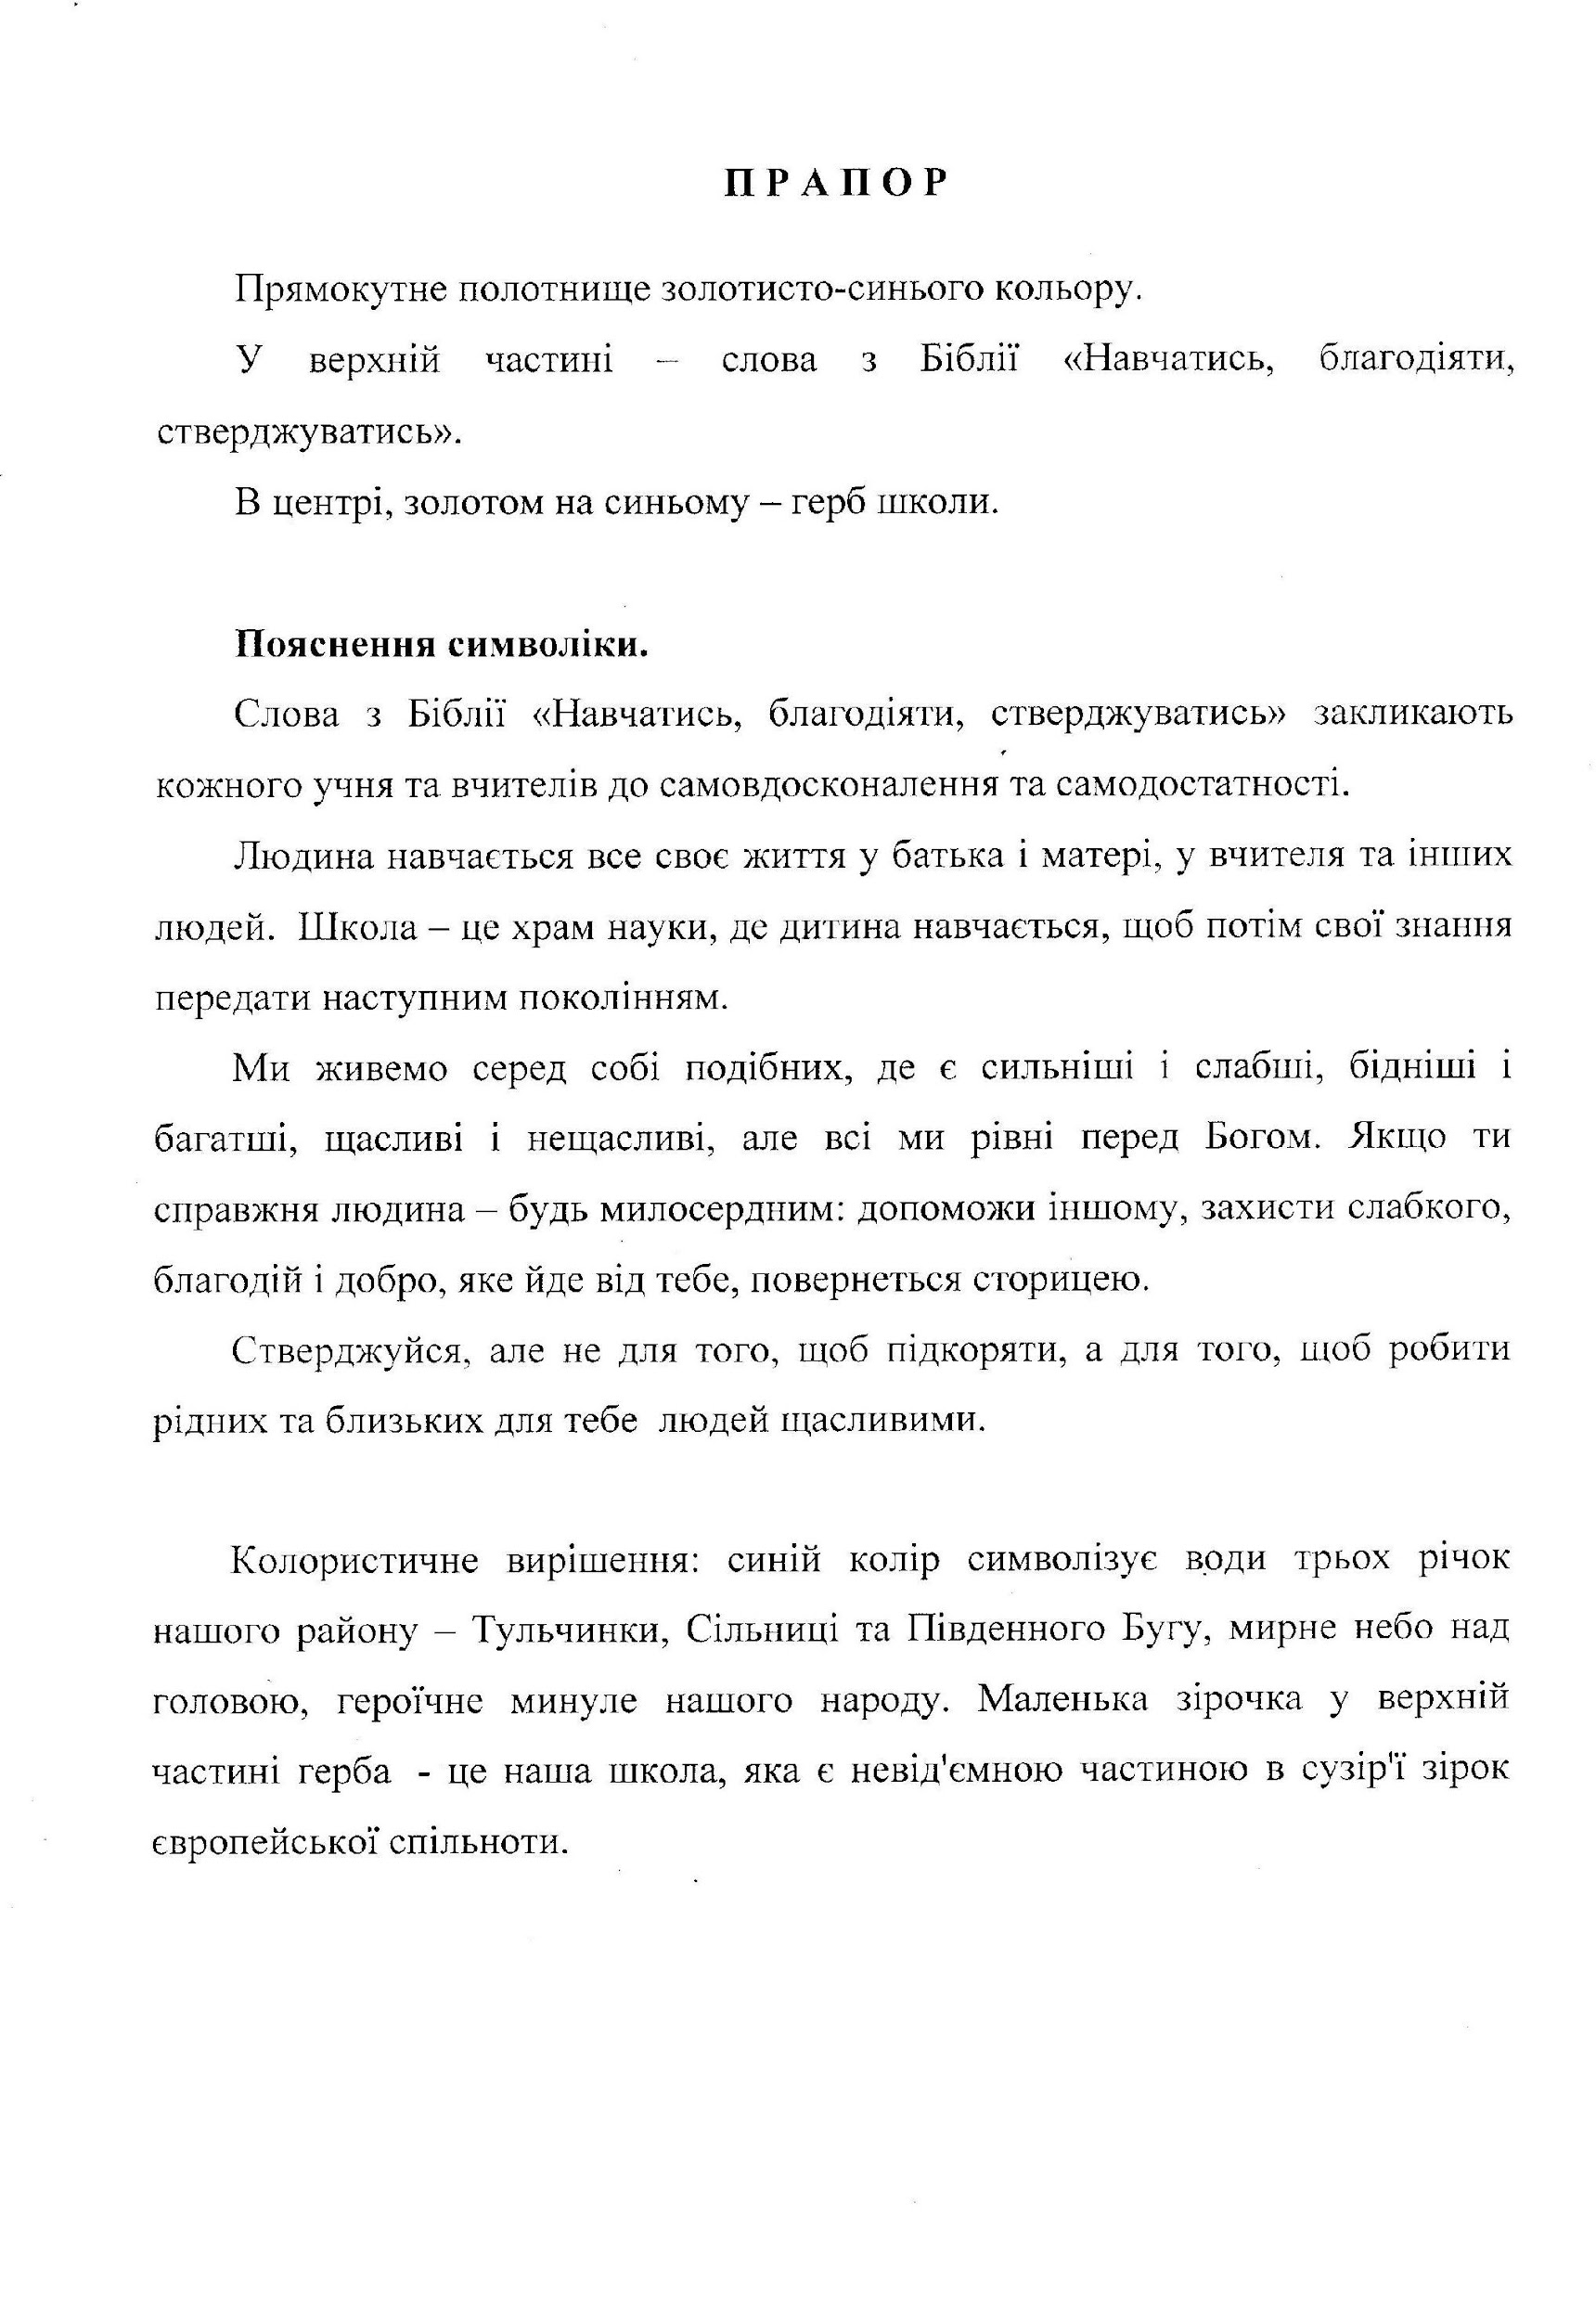 ПРАПОР
Прямокутне полотнище золотисто-синього кольору.
У верхній частині – слова з Біблії «Навчатись, благодіяти,
стверджуватись».
В центрі, золотом на синьому – герб школи.
Пояснення символіки.
Слова з Біблії «Навчатись, благодіяти, стверджуватись» закликають
кожного учня та вчителів до самовдосконалення та самодостатності.
Людина навчається все своє життя у батька і матері, у вчителя та інших
людей. Школа – це храм науки, де дитина навчається, щоб потім свої знання
передати наступним поколінням.
Ми живемо серед собі подібних, де є сильніші і слабші, бідніші і
багатші, щасливі і нещасливі, але всі ми рівні перед Богом. Якщо ти
справжня людина – будь милосердним: допоможи іншому, захисти слабкого,
благодій і добро, яке йде від тебе, повернеться сторицею.
Стверджуйся, але не для того, щоб підкоряти, а для того, щоб робити
рідних та близьких для тебе людей щасливими.
Колористичне вирішення: синій колір символізує води трьох річок
нашого району – Тульчинки, Сільниці та Південного Бугу, мирне небо над
головою, героїчне минуле нашого народу. Маленька зірочка у верхній
частині герба - це наша школа, яка є невід'ємною частиною в сузір'ї зірок
європейської спільноти.